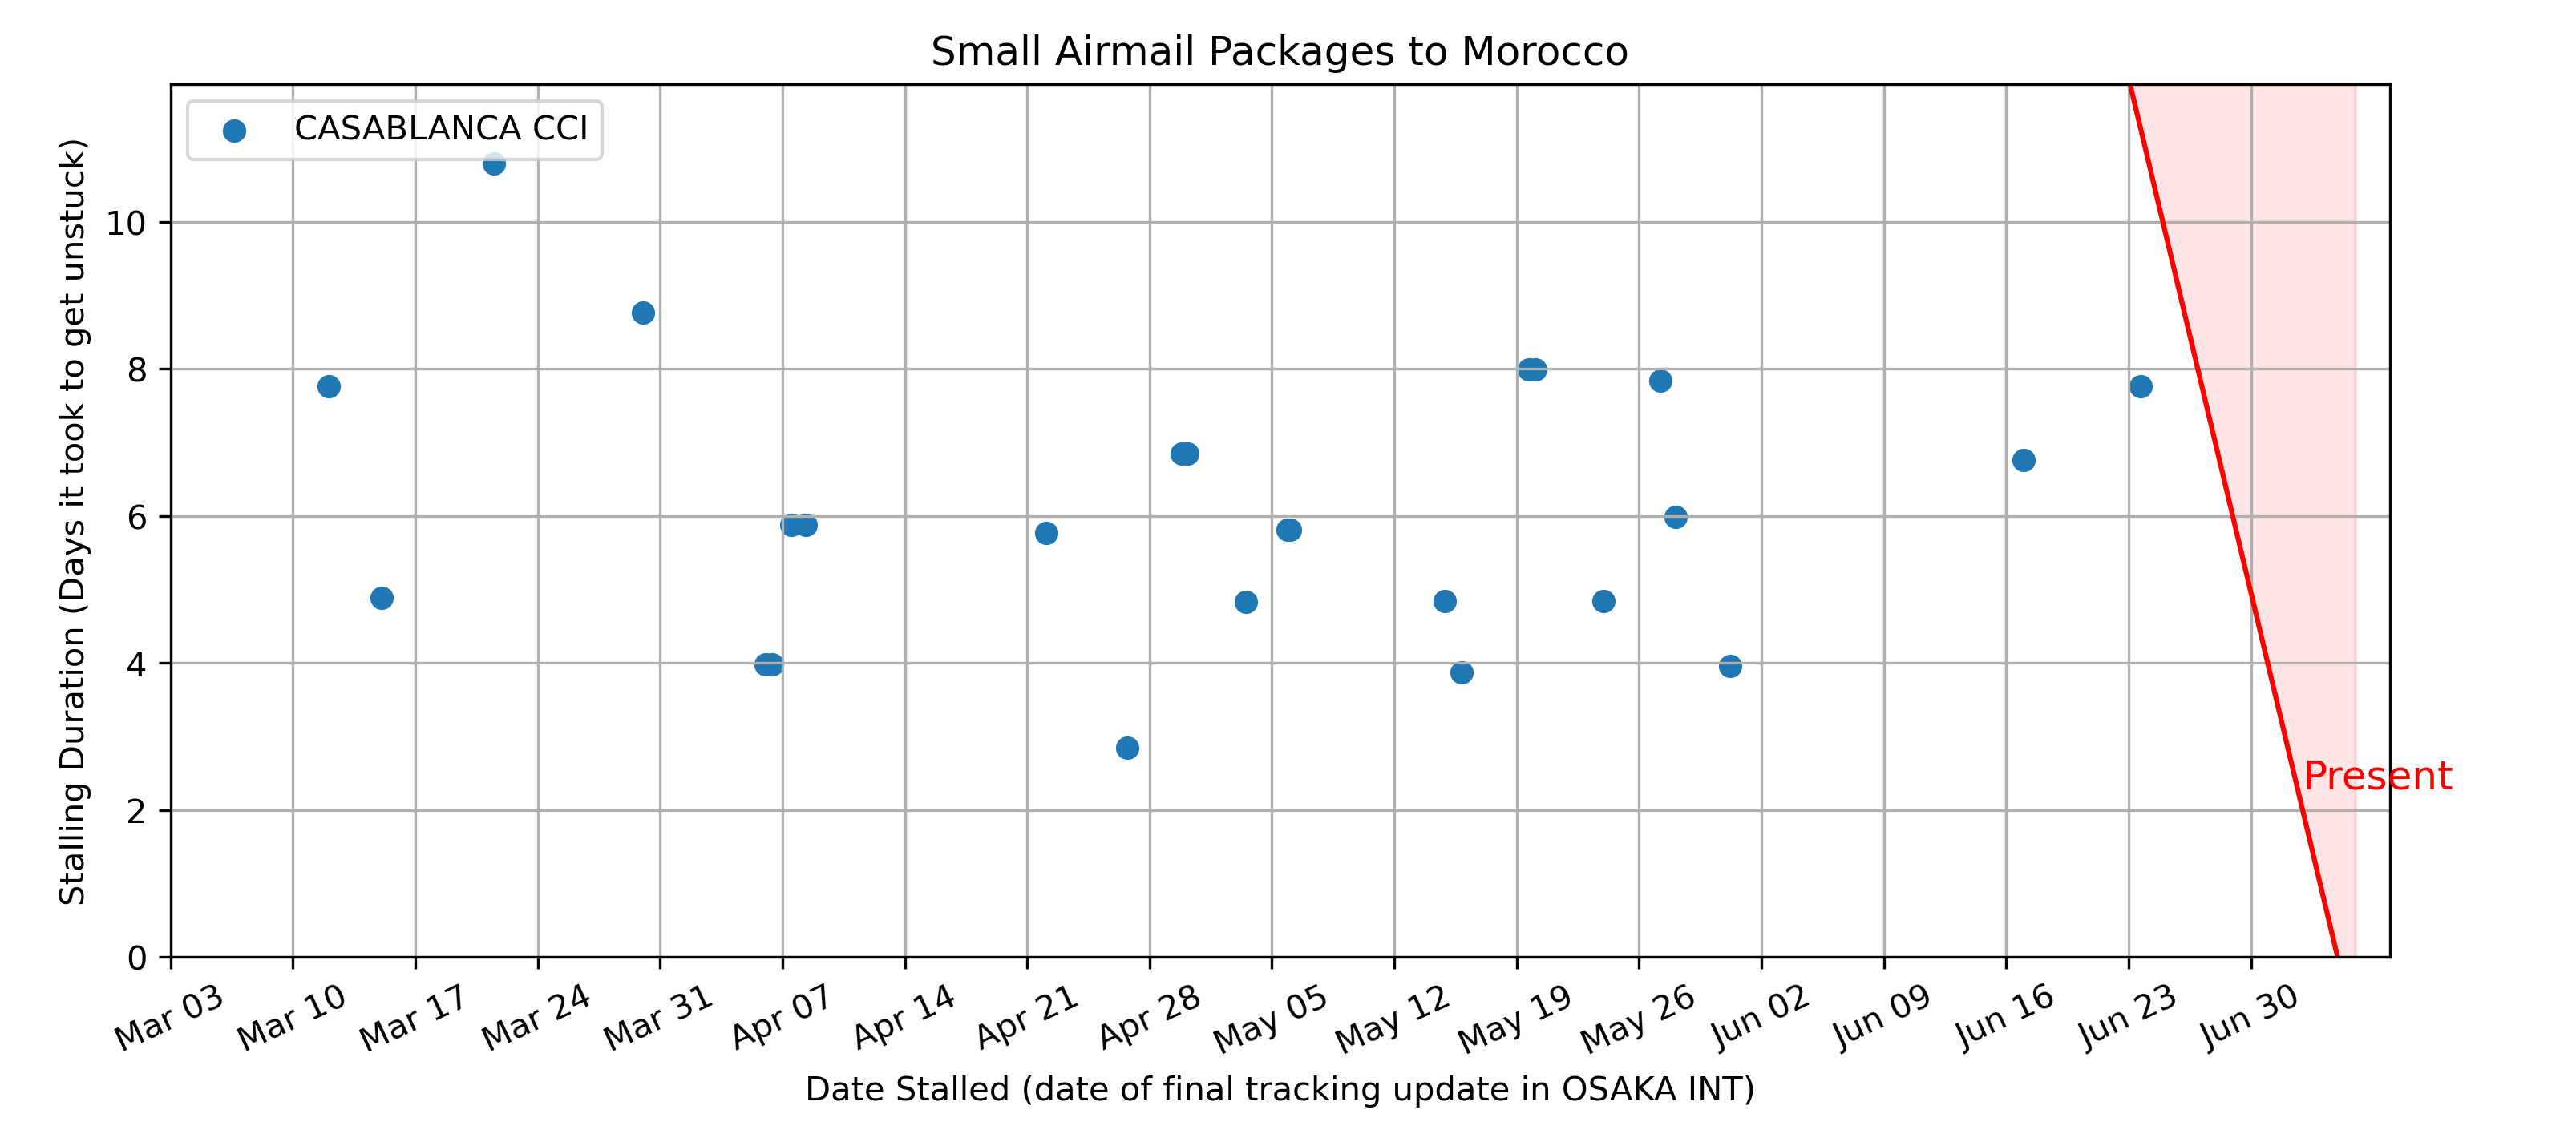 Small Airmail Packages to Morocco
CASABLANCA CCI
Stalling Duration (Days it took to get unstuck)
10
8
6
4
2
0
Present
Mar 03
Mar 10
Mar 17
Mar 24
Mar 31
Apr 07
Apr 14
Apr 21
Apr 28
May 05
May 12
May 19
May 26
Jun 02
Jun 09
Jun 16
Jun 23
Jun 30
Date Stalled (date of final tracking update in OSAKA INT)